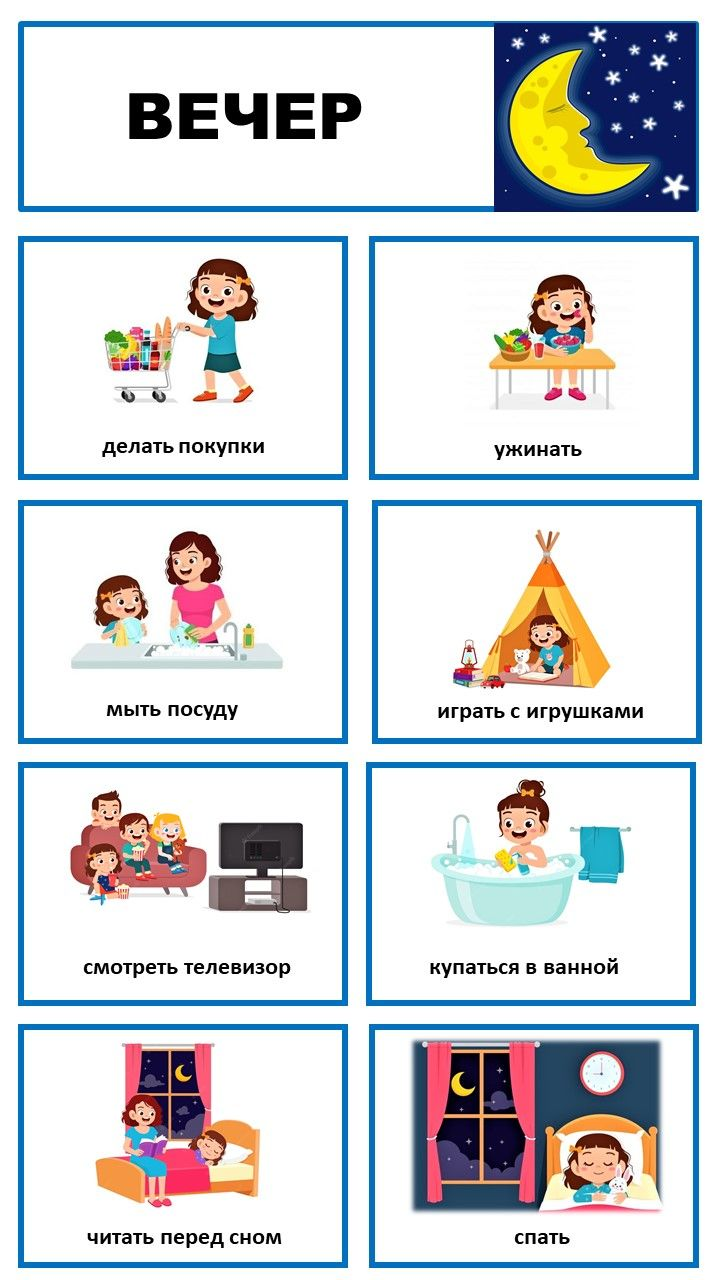 ВЕЧЕР
делать покупки
ужинать
мыть посуду
играть с игрушками
смотреть телевизор
купаться в ванной
читать перед сном
спать